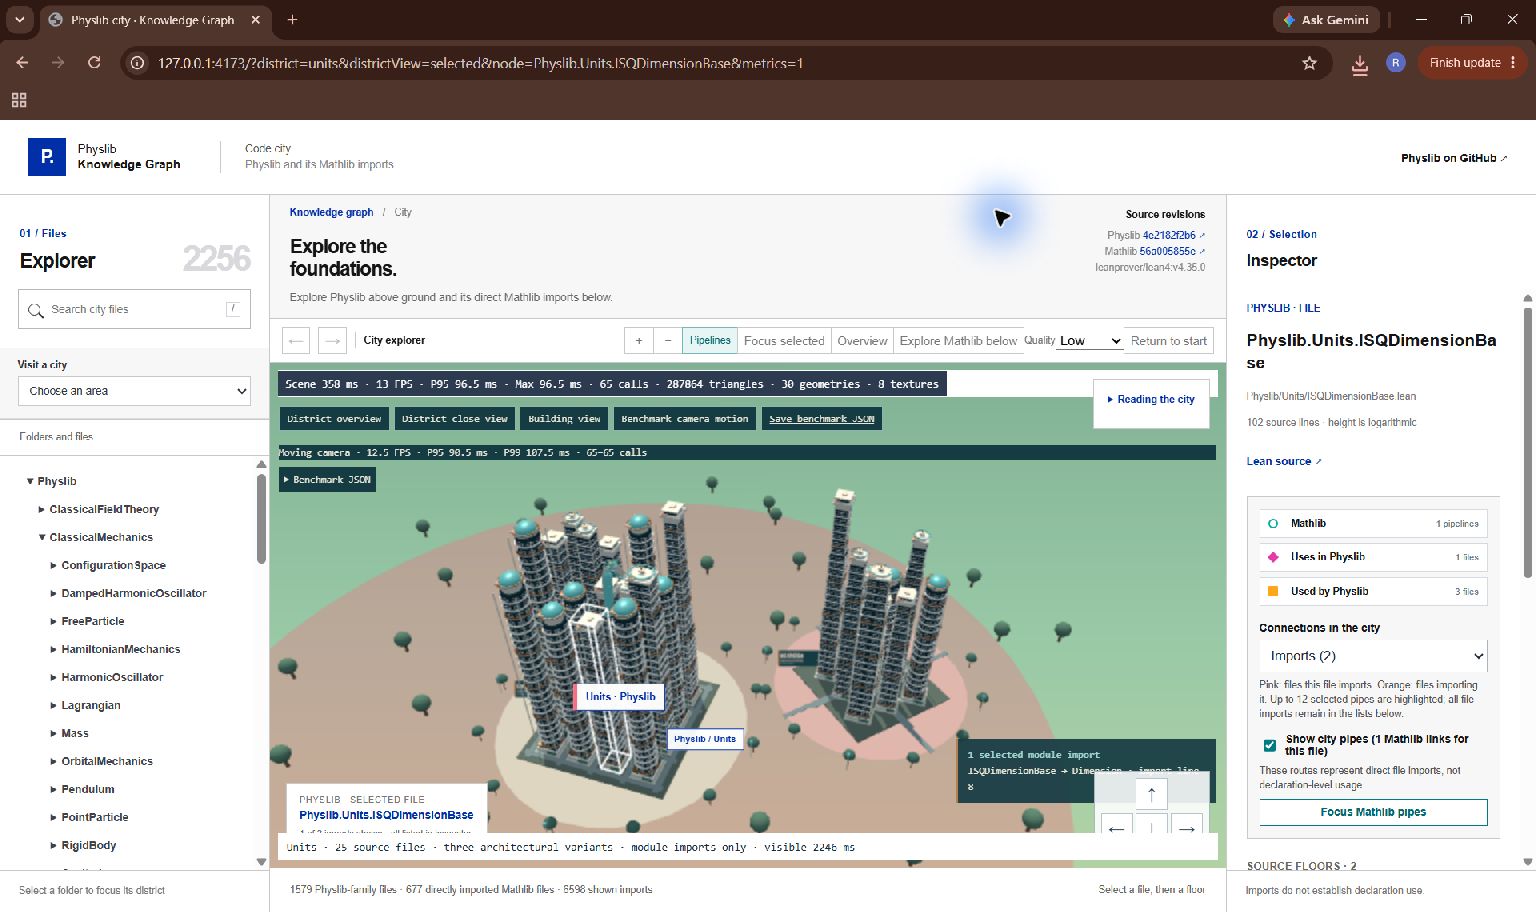 Physlib city · Knowledge Graph
Ask Gemini
127.0.0.1:4173/?district=units&districtView=selected&node=Physlib.Units.ISQDimensionBase&metrics=1
R
Finish update
P.
Physlib
Knowledge Graph
Code city
Physlib and its Mathlib imports
Physlib on GitHub ↗
01 / Files
Explorer
2256
Search city files
/
Visit a city
Choose an area
Folders and files
▼ Physlib
► ClassicalFieldTheory
▼ ClassicalMechanics
► ConfigurationSpace
► DampedHarmonicOscillator
► FreeParticle
► HamiltonianMechanics
► HarmonicOscillator
► Lagrangian
► Mass
► OrbitalMechanics
► Pendulum
► PointParticle
► RigidBody
Select a folder to focus its district
Knowledge graph / City
Explore the
foundations.
Explore Physlib above ground and its direct Mathlib imports below.
Source revisions
Physlib 4e2182f2b6 ↗
Mathlib 56a005855e ↗
leanprover/lean4:v4.35.0
← → City explorer
+ − Pipelines Focus selected Overview Explore Mathlib below Quality Low Return to start
Scene 358 ms · 13 FPS · P95 96.5 ms · Max 96.5 ms · 65 calls · 287864 triangles · 30 geometries · 8 textures
► Reading the city
District overview District close view Building view Benchmark camera motion Save benchmark JSON
Moving camera · 12.5 FPS · P95 90.5 ms · P99 107.5 ms · 65–65 calls
► Benchmark JSON
Units · Physlib
Physlib / Units
1 selected module import
ISQDimensionBase → Dimension · import line
8
↑
← →
PHYSLIB · SELECTED FILE
Physlib.Units.ISQDimensionBase
Units · 25 source files · three architectural variants · module imports only · visible 2246 ms
1579 Physlib-family files · 677 directly imported Mathlib files · 6598 shown imports
Select a file, then a floor
02 / Selection
Inspector
PHYSLIB · FILE
Physlib.Units.ISQDimensionBa
se
Physlib/Units/ISQDimensionBase.lean
102 source lines · height is logarithmic
Lean source ↗
Mathlib 1 pipelines
Uses in Physlib 1 files
Used by Physlib 3 files
Connections in the city
Imports (2)
Pink: files this file imports. Orange: files importing
it. Up to 12 selected pipes are highlighted; all file
imports remain in the lists below.
Show city pipes (1 Mathlib links for
this file)
These routes represent direct file imports, not
declaration-level usage.
Focus Mathlib pipes
SOURCE FLOORS · 2
Imports do not establish declaration use.